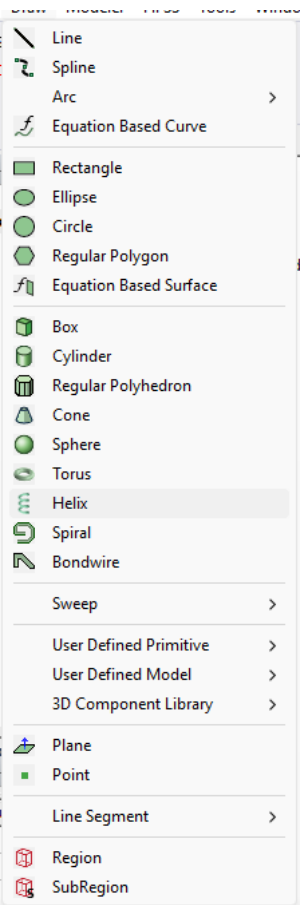 Line
Spline
Arc
Equation Based Curve
Rectangle
Ellipse
Circle
Regular Polygon
Equation Based Surface
Box
Cylinder
Regular Polyhedron
Cone
Sphere
Torus
Helix
Spiral
Bondwire
Sweep
User Defined Primitive
User Defined Model
3D Component Library
Plane
Point
Line Segment
Region
SubRegion